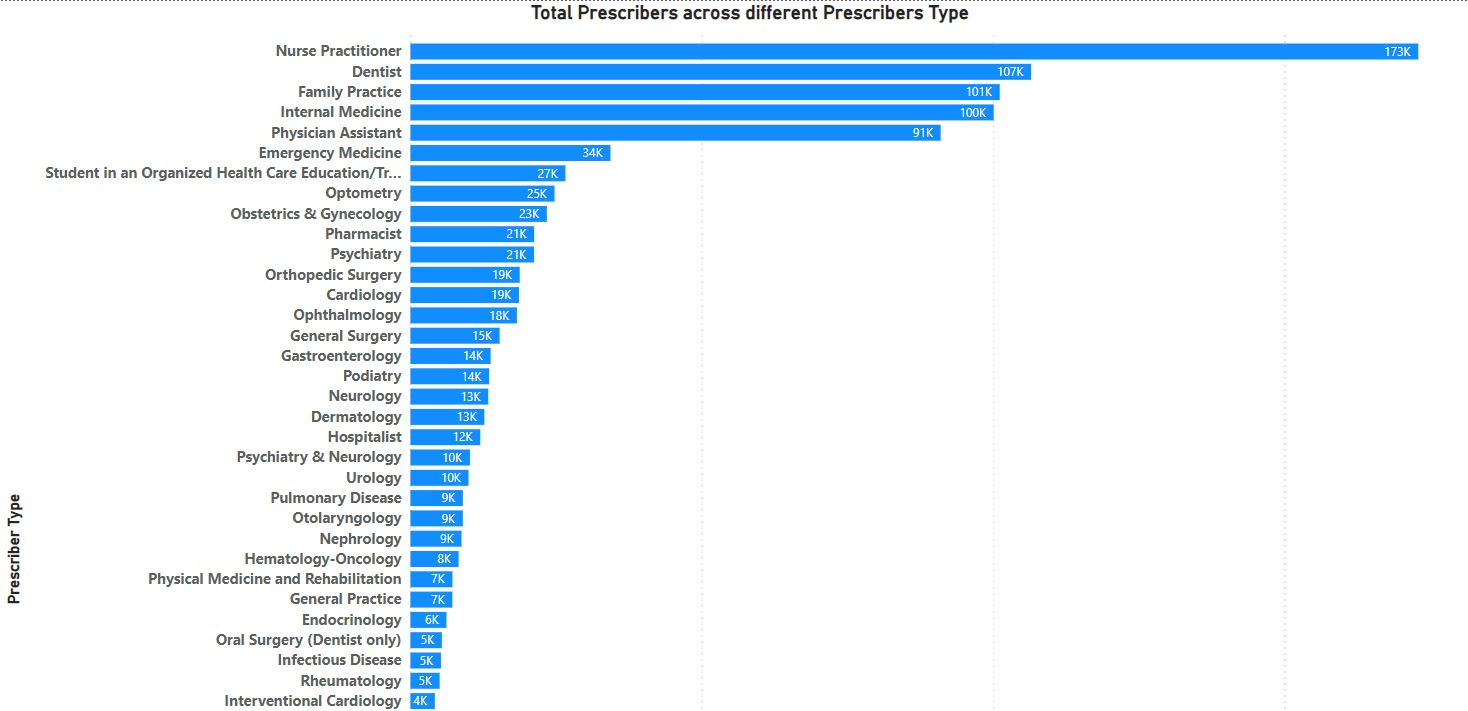 Total Prescribers across different Prescribers Type
Prescriber Type
Nurse Practitioner 173K
Dentist 107K
Family Practice 101K
Internal Medicine 100K
Physician Assistant 91K
Emergency Medicine 34K
Student in an Organized Health Care Education/Tr... 27K
Optometry 25K
Obstetrics & Gynecology 23K
Pharmacist 21K
Psychiatry 21K
Orthopedic Surgery 19K
Cardiology 19K
Ophthalmology 18K
General Surgery 15K
Gastroenterology 14K
Podiatry 14K
Neurology 13K
Dermatology 13K
Hospitalist 12K
Psychiatry & Neurology 10K
Urology 10K
Pulmonary Disease 9K
Otolaryngology 9K
Nephrology 9K
Hematology-Oncology 8K
Physical Medicine and Rehabilitation 7K
General Practice 7K
Endocrinology 6K
Oral Surgery (Dentist only) 5K
Infectious Disease 5K
Rheumatology 5K
Interventional Cardiology 4K